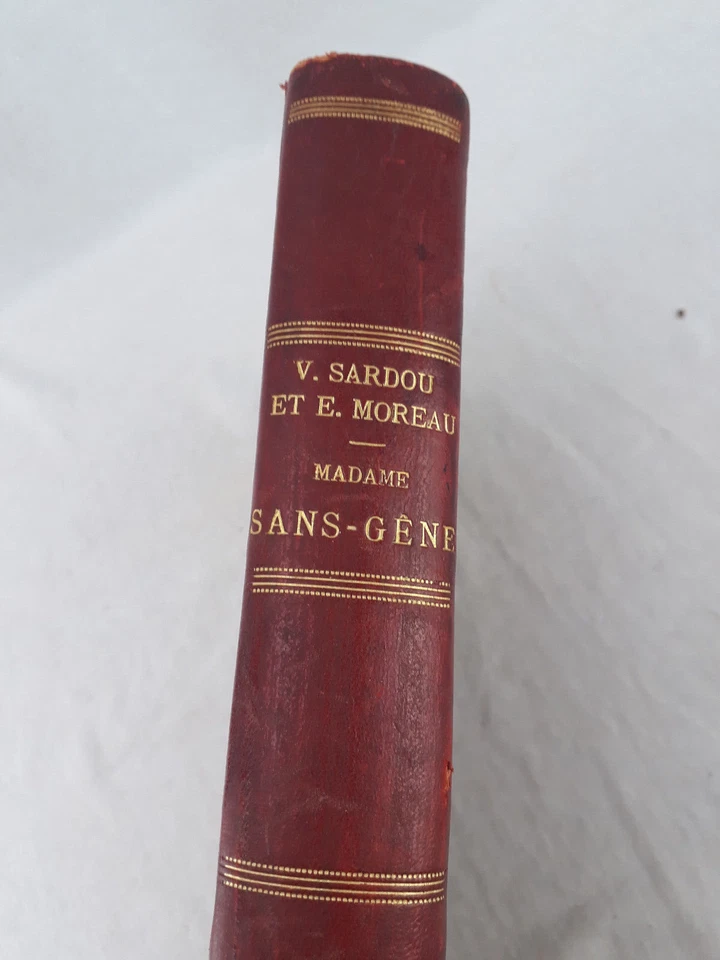 V. SARDOU
ET E. MOREAU
MADAME
SANS-GÊNE